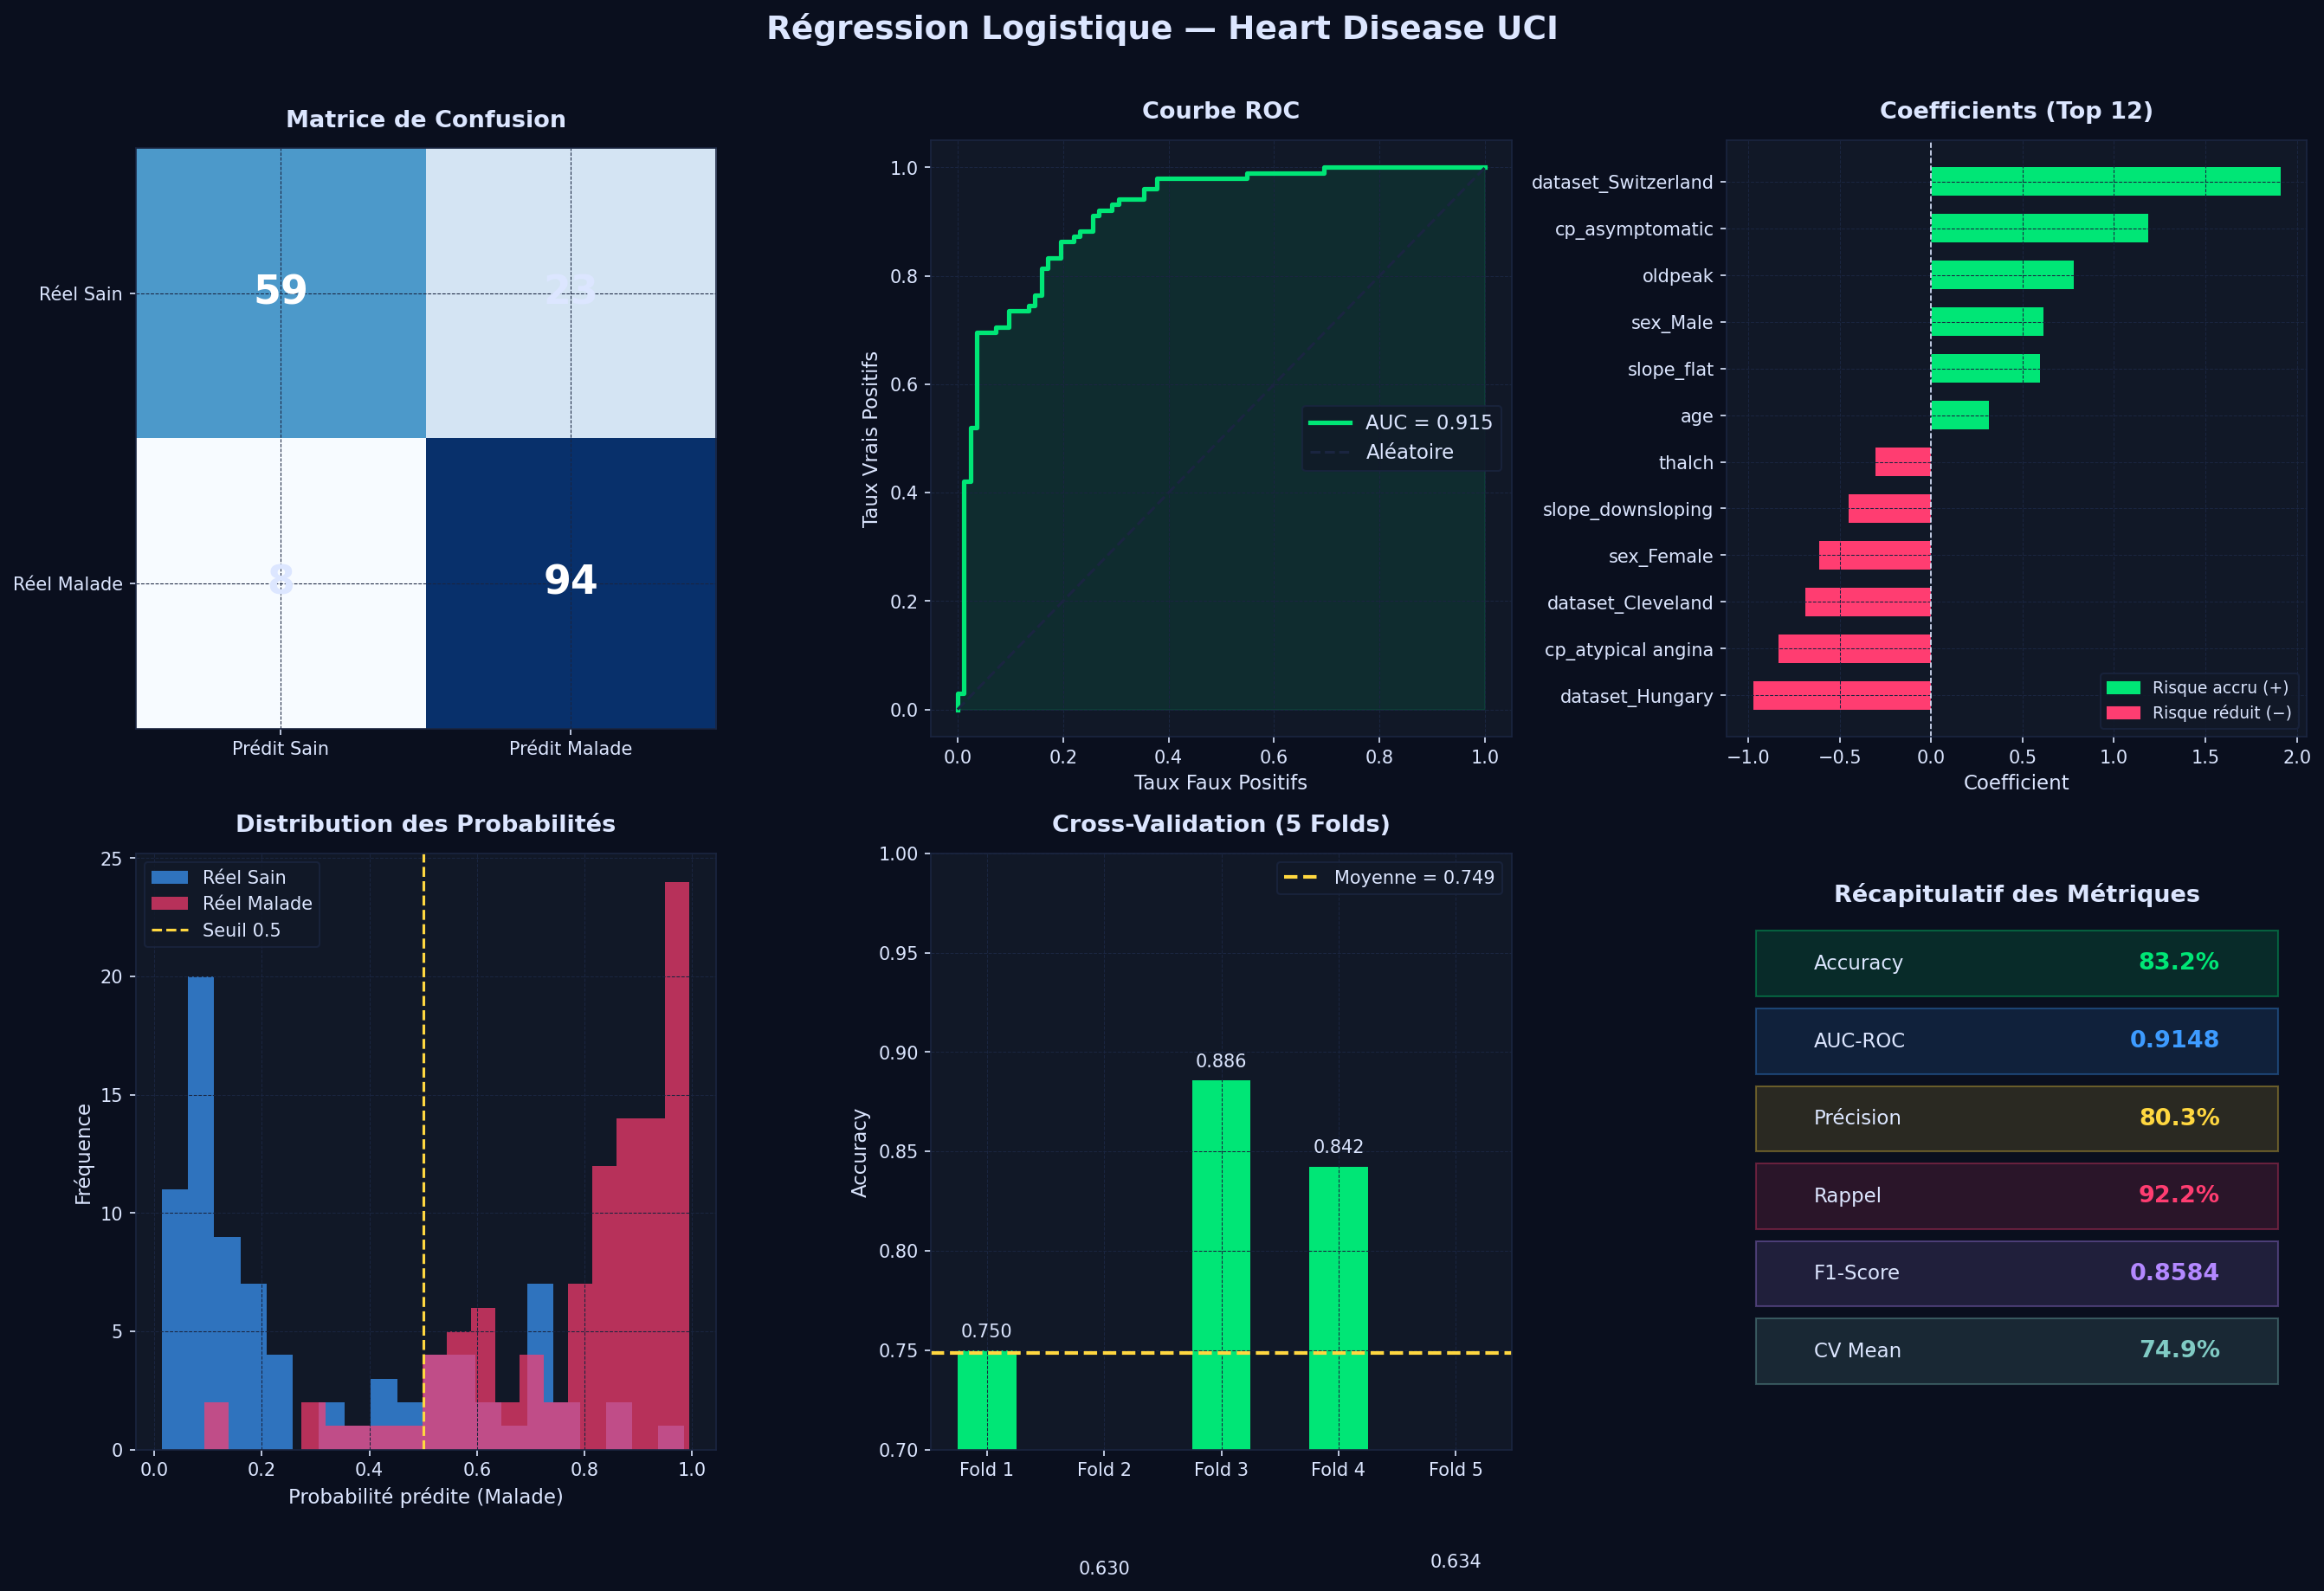 Régression Logistique — Heart Disease UCI
Matrice de Confusion
59
23
8
94
Réel Sain
Réel Malade
Prédit Sain
Prédit Malade
Courbe ROC
Taux Vrais Positifs
1.0
0.8
0.6
0.4
0.2
0.0
AUC = 0.915
Aléatoire
0.0
0.2
0.4
0.6
0.8
1.0
Taux Faux Positifs
Coefficients (Top 12)
dataset_Switzerland
cp_asymptomatic
oldpeak
sex_Male
slope_flat
age
thalch
slope_downsloping
sex_Female
dataset_Cleveland
cp_atypical angina
dataset_Hungary
Risque accru (+)
Risque réduit (−)
−1.0
−0.5
0.0
0.5
1.0
1.5
2.0
Coefficient
Distribution des Probabilités
Fréquence
25
20
15
10
5
0
Réel Sain
Réel Malade
Seuil 0.5
0.0
0.2
0.4
0.6
0.8
1.0
Probabilité prédite (Malade)
Cross-Validation (5 Folds)
Accuracy
1.00
0.95
0.90
0.85
0.80
0.75
0.70
Moyenne = 0.749
0.750
0.886
0.842
Fold 1
Fold 2
Fold 3
Fold 4
Fold 5
0.630
0.634
Récapitulatif des Métriques
Accuracy 83.2%
AUC-ROC 0.9148
Précision 80.3%
Rappel 92.2%
F1-Score 0.8584
CV Mean 74.9%